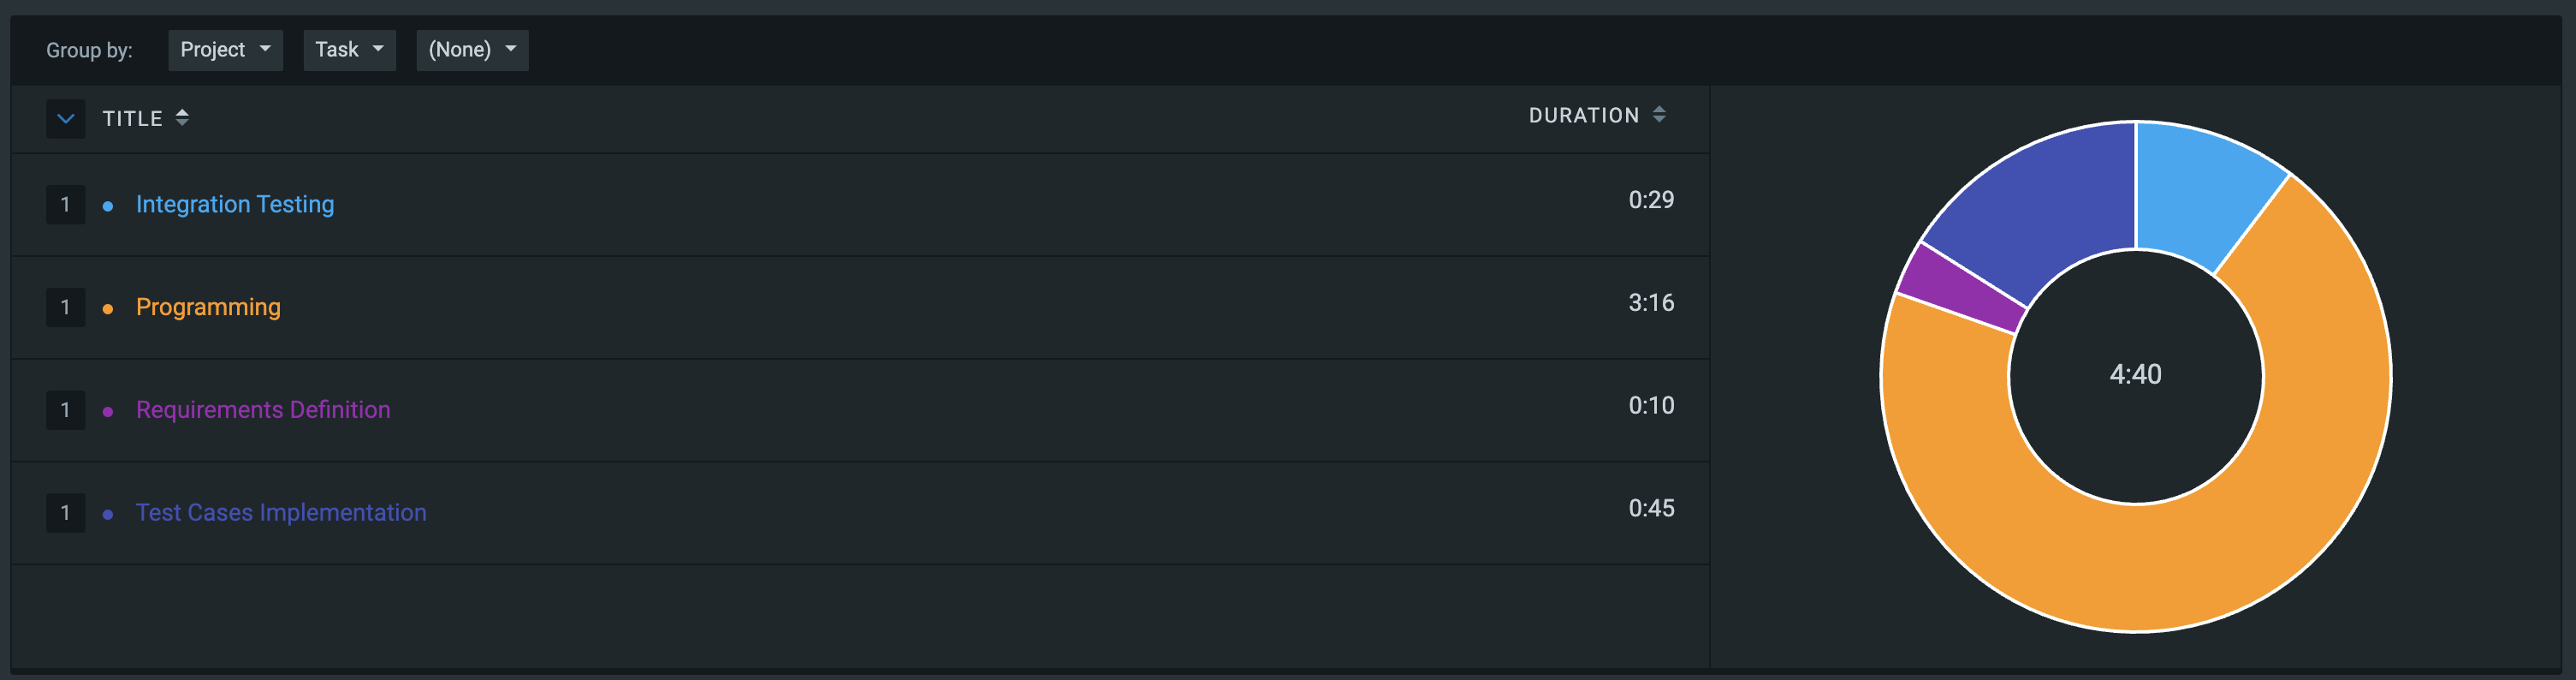 Group by: Project Task (None)
TITLE DURATION
1 Integration Testing 0:29
1 Programming 3:16
1 Requirements Definition 0:10
1 Test Cases Implementation 0:45
4:40